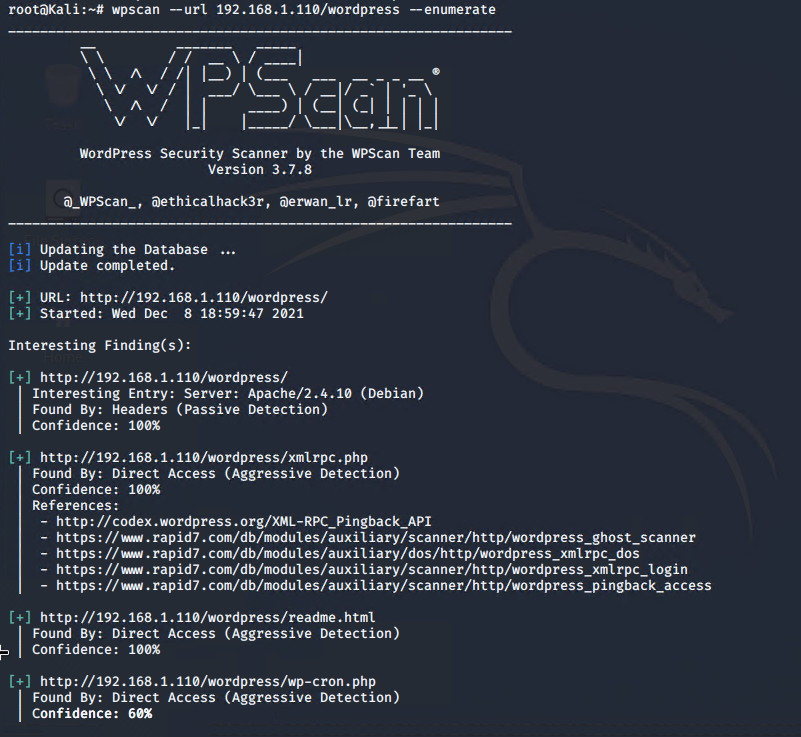 root@Kali:~# wpscan --url 192.168.1.110/wordpress --enumerate
WPScan ®
WordPress Security Scanner by the WPScan Team
Version 3.7.8
@_WPScan_, @ethicalhack3r, @erwan_lr, @firefart
[i] Updating the Database ...
[i] Update completed.
[+] URL: http://192.168.1.110/wordpress/
[+] Started: Wed Dec  8 18:59:47 2021
Interesting Finding(s):
[+] http://192.168.1.110/wordpress/
| Interesting Entry: Server: Apache/2.4.10 (Debian)
| Found By: Headers (Passive Detection)
| Confidence: 100%
[+] http://192.168.1.110/wordpress/xmlrpc.php
| Found By: Direct Access (Aggressive Detection)
| Confidence: 100%
| References:
|  - http://codex.wordpress.org/XML-RPC_Pingback_API
|  - https://www.rapid7.com/db/modules/auxiliary/scanner/http/wordpress_ghost_scanner
|  - https://www.rapid7.com/db/modules/auxiliary/dos/http/wordpress_xmlrpc_dos
|  - https://www.rapid7.com/db/modules/auxiliary/scanner/http/wordpress_xmlrpc_login
|  - https://www.rapid7.com/db/modules/auxiliary/scanner/http/wordpress_pingback_access
[+] http://192.168.1.110/wordpress/readme.html
| Found By: Direct Access (Aggressive Detection)
| Confidence: 100%
[+] http://192.168.1.110/wordpress/wp-cron.php
| Found By: Direct Access (Aggressive Detection)
| Confidence: 60%